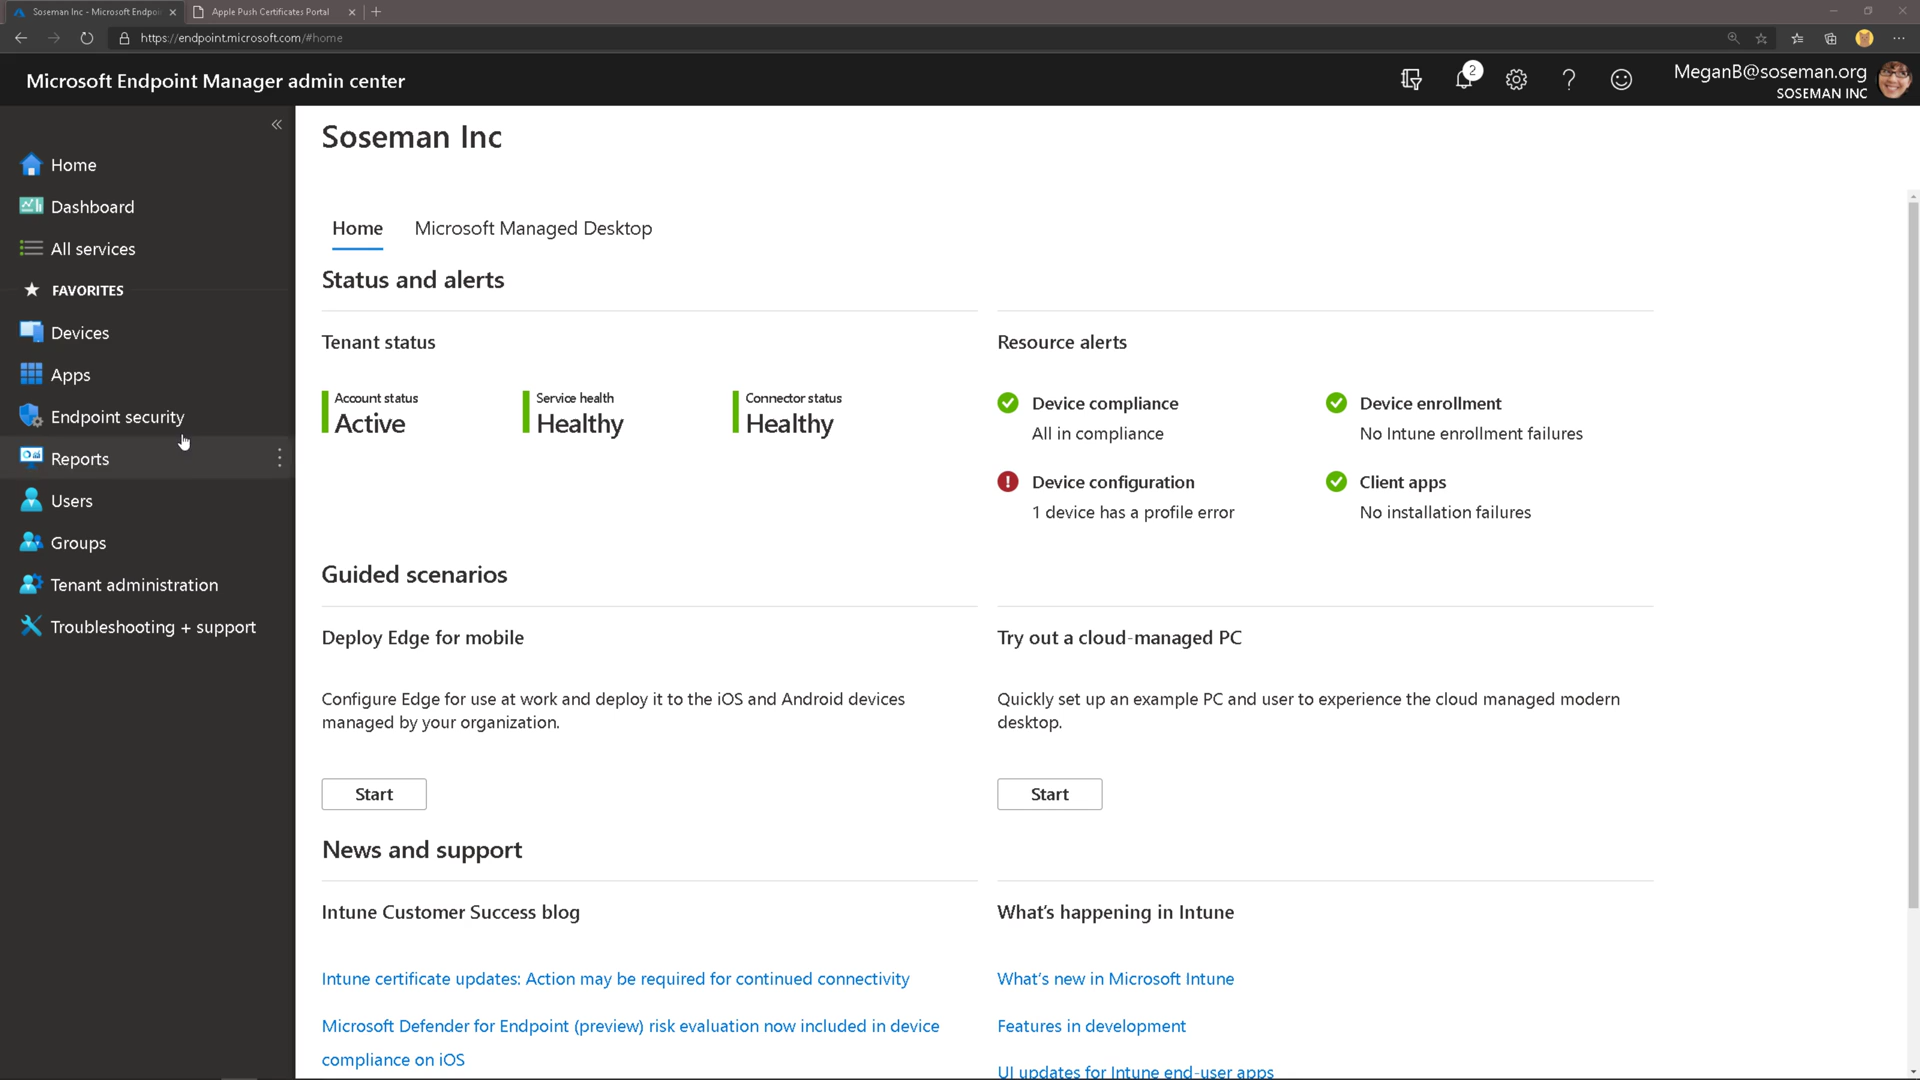 Soseman Inc - Microsoft Endpoi
Apple Push Certificates Portal
https://endpoint.microsoft.com/#home
Microsoft Endpoint Manager admin center
2
MeganB@soseman.org
SOSEMAN INC
Home
Dashboard
All services
FAVORITES
Devices
Apps
Endpoint security
Reports
Users
Groups
Tenant administration
Troubleshooting + support
Soseman Inc
Home
Microsoft Managed Desktop
Status and alerts
Tenant status
Account status
Active
Service health
Healthy
Connector status
Healthy
Resource alerts
Device compliance
All in compliance
Device enrollment
No Intune enrollment failures
Device configuration
1 device has a profile error
Client apps
No installation failures
Guided scenarios
Deploy Edge for mobile
Configure Edge for use at work and deploy it to the iOS and Android devices
managed by your organization.
Start
Try out a cloud-managed PC
Quickly set up an example PC and user to experience the cloud managed modern
desktop.
Start
News and support
Intune Customer Success blog
Intune certificate updates: Action may be required for continued connectivity
Microsoft Defender for Endpoint (preview) risk evaluation now included in device
compliance on iOS
What's happening in Intune
What's new in Microsoft Intune
Features in development
UI updates for Intune end-user apps